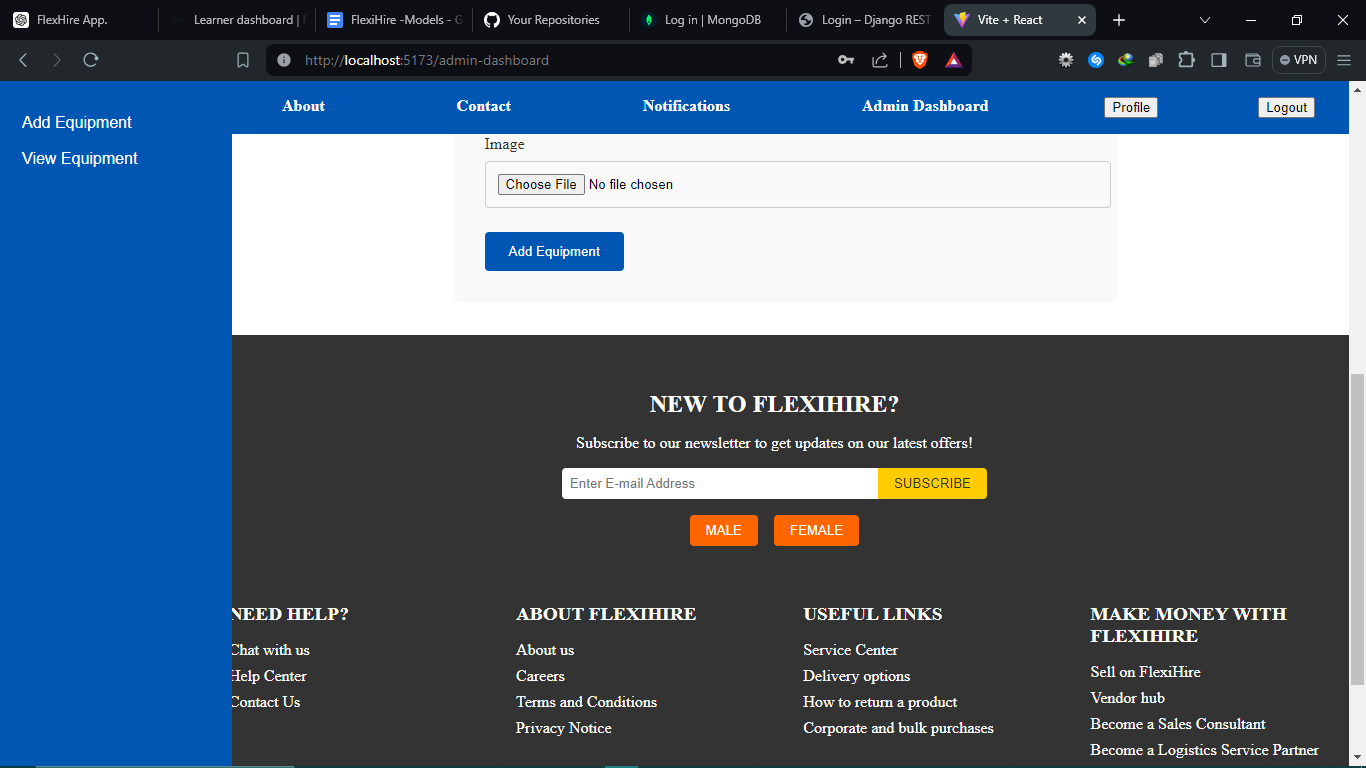 FlexHire App.
Learner dashboard |
FlexiHire -Models - G
Your Repositories
Log in | MongoDB
Login – Django REST
Vite + React
http://localhost:5173/admin-dashboard
VPN
About
Contact
Notifications
Admin Dashboard
Profile
Logout
Add Equipment
View Equipment
Image
Choose File No file chosen
Add Equipment
NEW TO FLEXIHIRE?
Subscribe to our newsletter to get updates on our latest offers!
Enter E-mail Address
SUBSCRIBE
MALE
FEMALE
NEED HELP?
Chat with us
Help Center
Contact Us
ABOUT FLEXIHIRE
About us
Careers
Terms and Conditions
Privacy Notice
USEFUL LINKS
Service Center
Delivery options
How to return a product
Corporate and bulk purchases
MAKE MONEY WITH
FLEXIHIRE
Sell on FlexiHire
Vendor hub
Become a Sales Consultant
Become a Logistics Service Partner